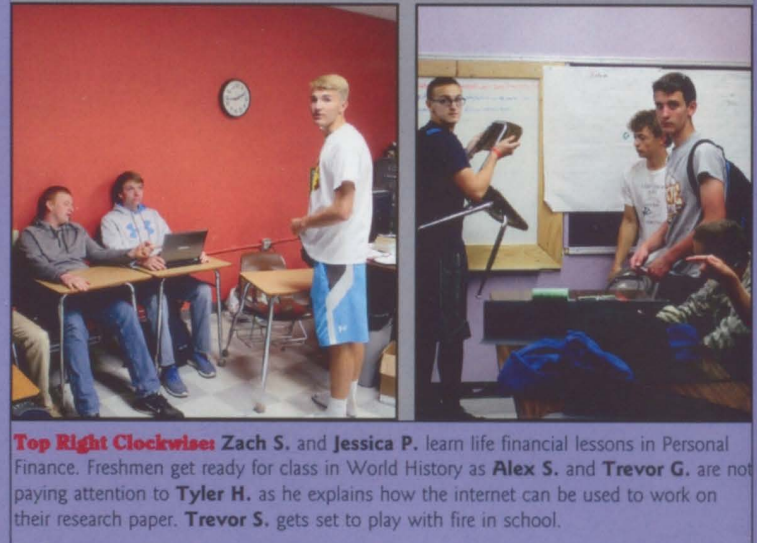 Top Right Clockwise: Zach S. and Jessica P. learn life financial lessons in Personal
Finance. Freshmen get ready for class in World History as Alex S. and Trevor G. are not
paying attention to Tyler H. as he explains how the internet can be used to work on
their research paper. Trevor S. gets set to play with fire in school.